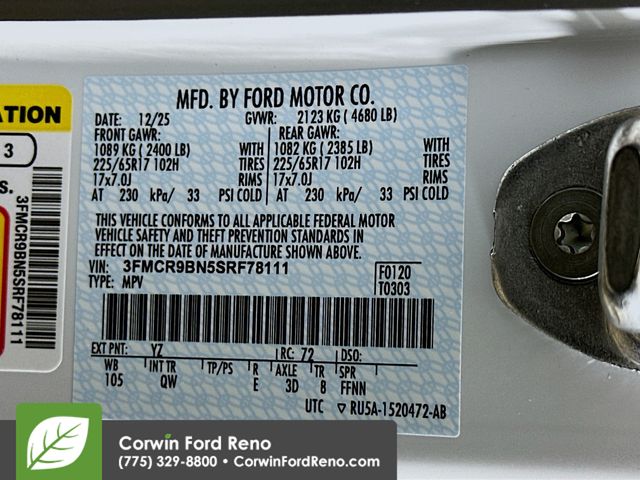 ATION
3
S.
3FMCR9BN5SRF78111
MFD. BY FORD MOTOR CO.
DATE: 12/25 GVWR: 2123 KG ( 4680 LB)
FRONT GAWR: REAR GAWR:
1089 KG ( 2400 LB) WITH 1082 KG ( 2385 LB) WITH
225/65R17 102H TIRES 225/65R17 102H TIRES
17x7.0J RIMS 17x7.0J RIMS
AT 230 kPa/ 33 PSI COLD AT 230 kPa/ 33 PSI COLD
THIS VEHICLE CONFORMS TO ALL APPLICABLE FEDERAL MOTOR
VEHICLE SAFETY AND THEFT PREVENTION STANDARDS IN
EFFECT ON THE DATE OF MANUFACTURE SHOWN ABOVE.
VIN: 3FMCR9BN5SRF78111 F0120
TYPE: MPV T0303
EXT PNT: YZ RC: 72 DSO:
WB INT TR TP/PS R AXLE TR SPR
105 QW E 3D 8 FFNN
UTC ▽ RU5A-1520472-AB
Corwin Ford Reno
(775) 329-8800 • CorwinFordReno.com